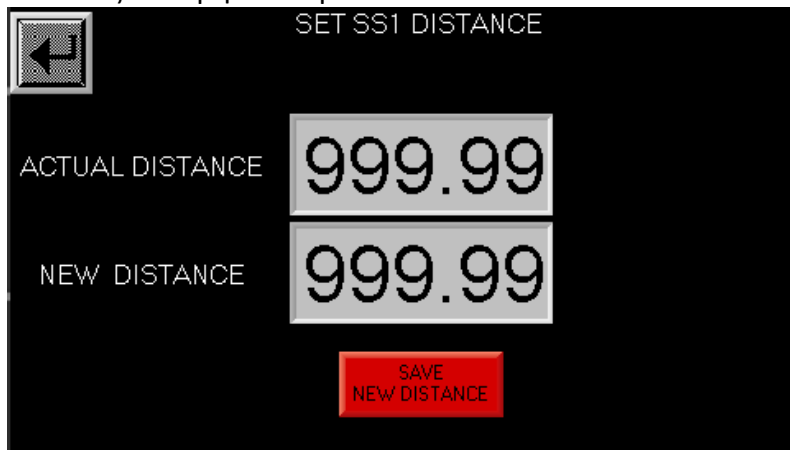 SET SS1 DISTANCE
ACTUAL DISTANCE 999.99
NEW DISTANCE 999.99
SAVE
NEW DISTANCE